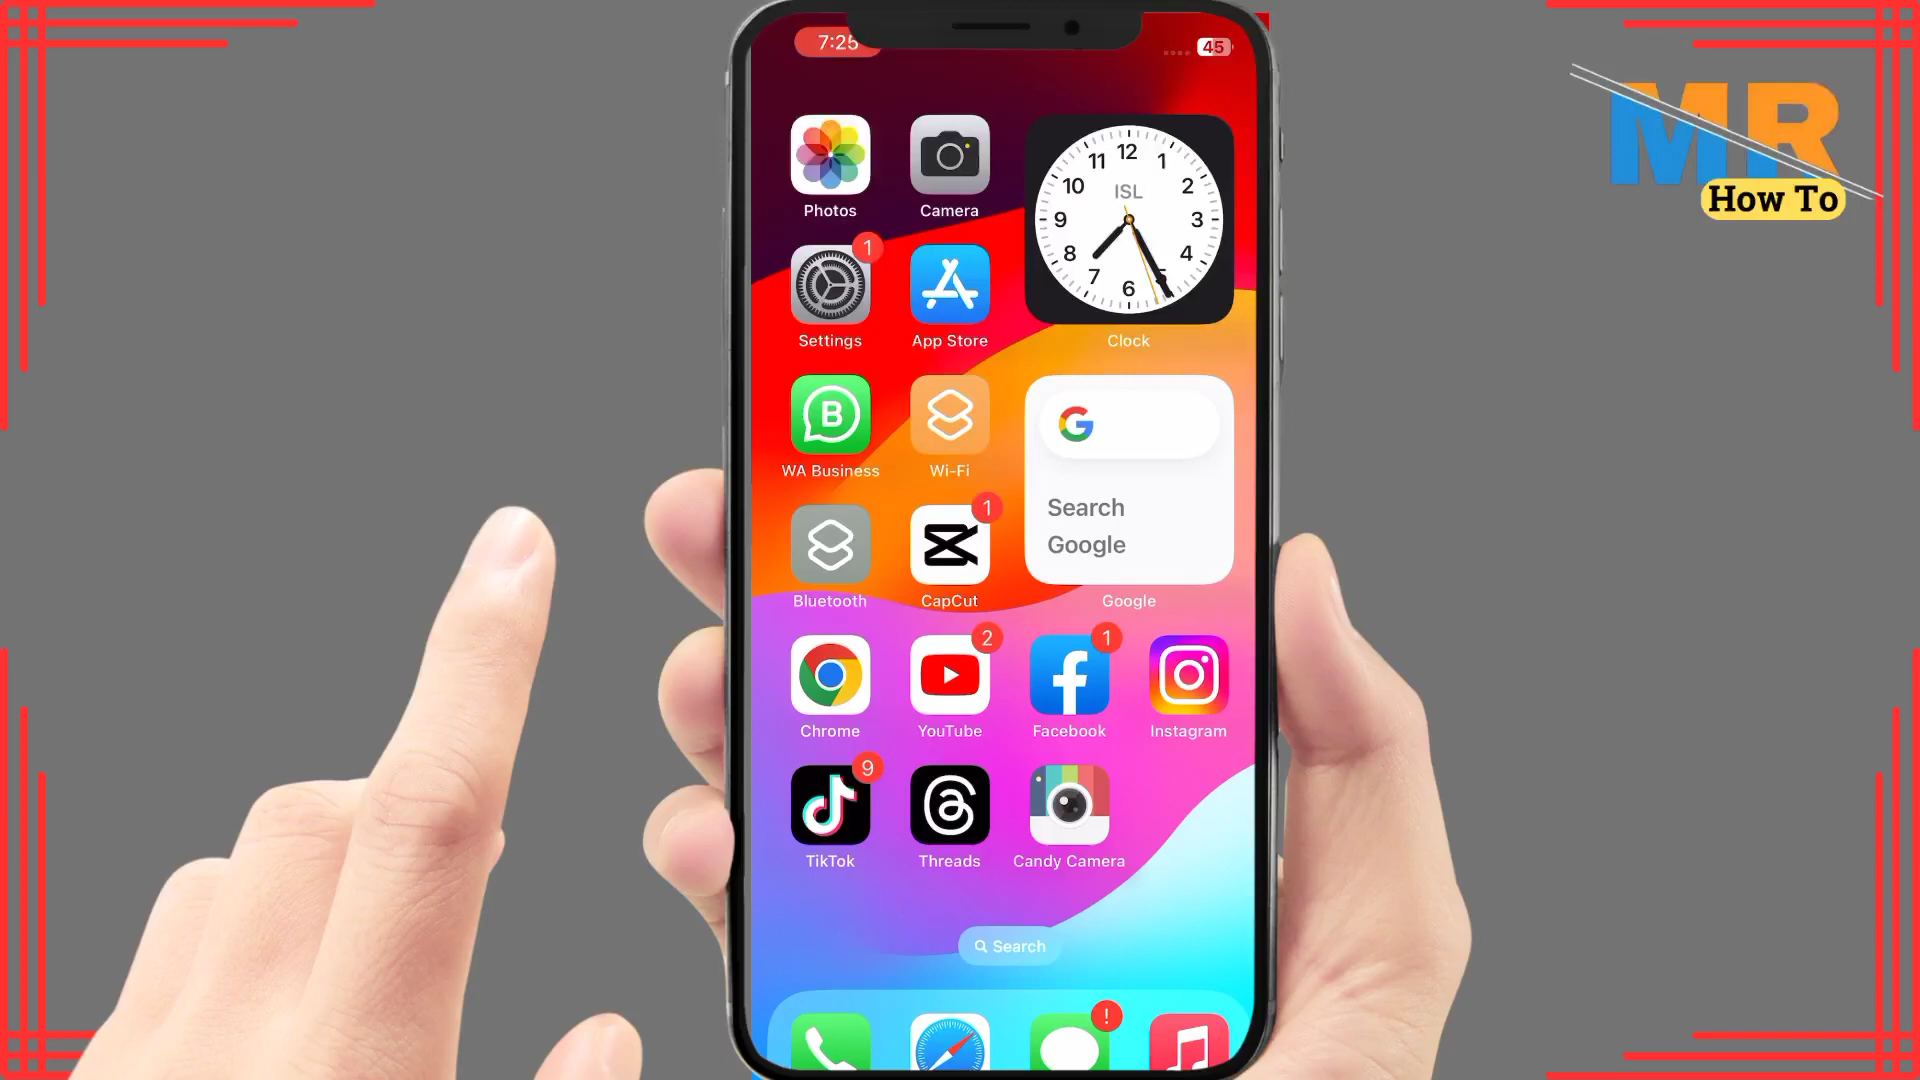 7:25
45
MR
How To
12
11
1
ISL
10
2
9
3
8
4
7
6
Photos
Camera
1
Settings
App Store
Clock
B
G
WA Business
Wi-Fi
Search
Google
1
Bluetooth
CapCut
Google
2
1
Chrome
YouTube
Facebook
Instagram
9
TikTok
Threads
Candy Camera
Search
!